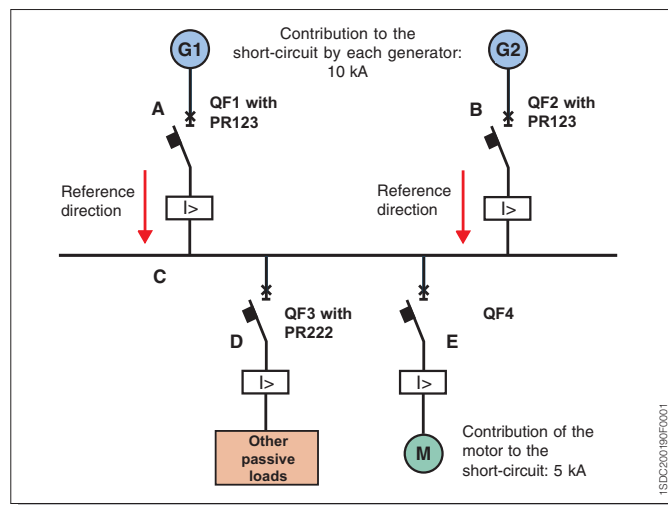 G1
Contribution to the
short-circuit by each generator:
10 kA
G2
A
QF1 with
PR123
B
QF2 with
PR123
Reference
direction
I>
Reference
direction
I>
C
QF3 with
PR222
D
QF4
E
I>
I>
Other
passive
loads
M
Contribution of the
motor to the
short-circuit: 5 kA
1SDC200190F0001